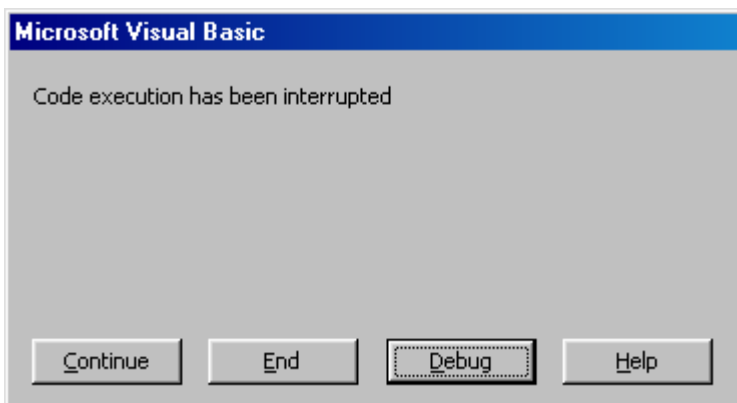 Microsoft Visual Basic
Code execution has been interrupted
Continue End Debug Help